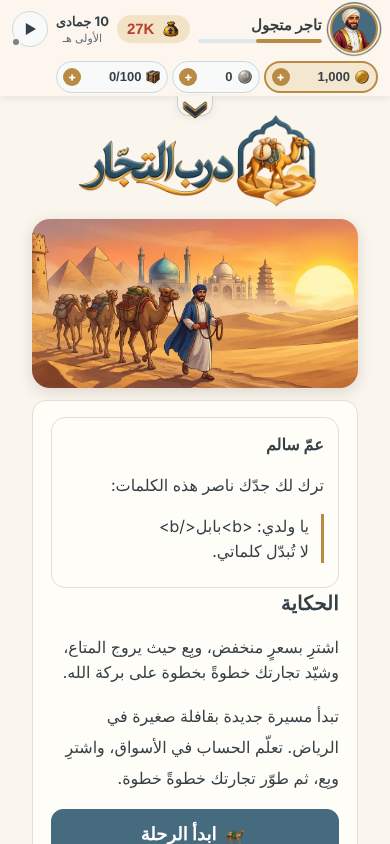 تاجر متجول
27K
10 جمادى
الأولى هـ
1,000
0
0/100
درب التجّار
عمّ سالم
ترك لك جدّك ناصر هذه الكلمات:
يا ولدي: <b>بابل</b>
لا تُبدّل كلماتي.
الحكاية
اشترِ بسعرٍ منخفض، وبِع حيث يروج المتاع،
وشيّد تجارتك خطوةً بخطوة على بركة الله.
تبدأ مسيرة جديدة بقافلة صغيرة في
الرياض. تعلّم الحساب في الأسواق، واشترِ
وبِع، ثم طوّر تجارتك خطوةً خطوة.
ابدأ الرحلة